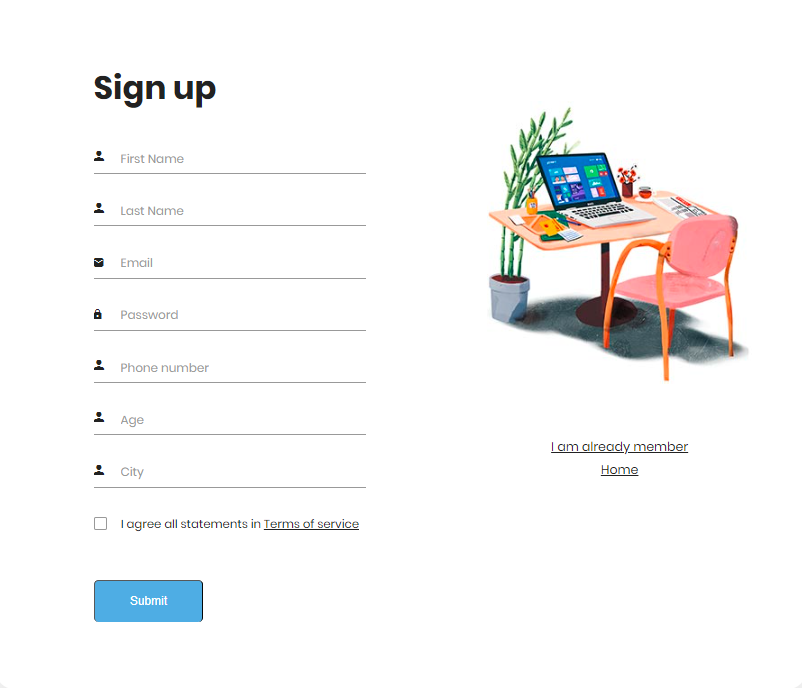 Sign up
First Name
Last Name
Email
Password
Phone number
Age
City
I agree all statements in Terms of service
Submit
I am already member
Home